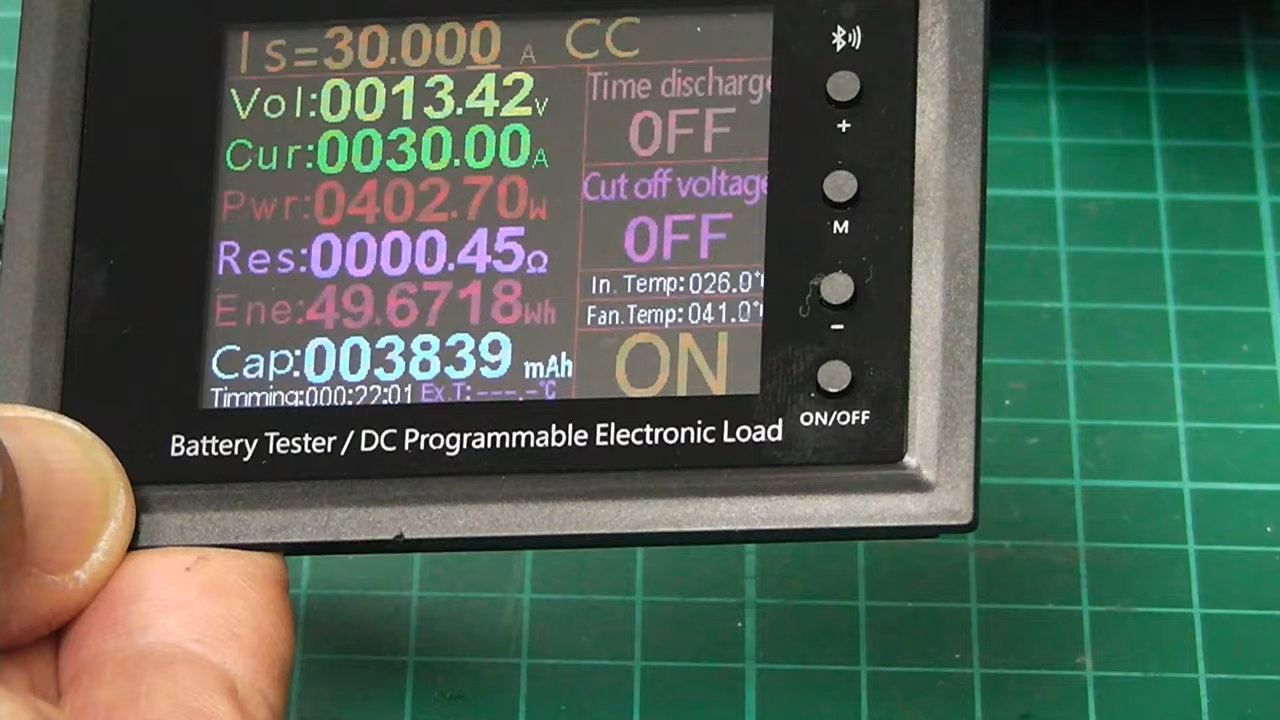 Is=30.000 A CC
Vol:0013.42V
Cur:0030.00A
Pwr:0402.70W
Res:0000.45Ω
Ene:49.6718Wh
Cap:003839 mAh
Timming:000:22:01 Ex.T:---.-℃
Time discharge
OFF
Cut off voltage
OFF
In. Temp:026.0℃
Fan.Temp:041.0℃
ON
+
M
-
ON/OFF
Battery Tester / DC Programmable Electronic Load